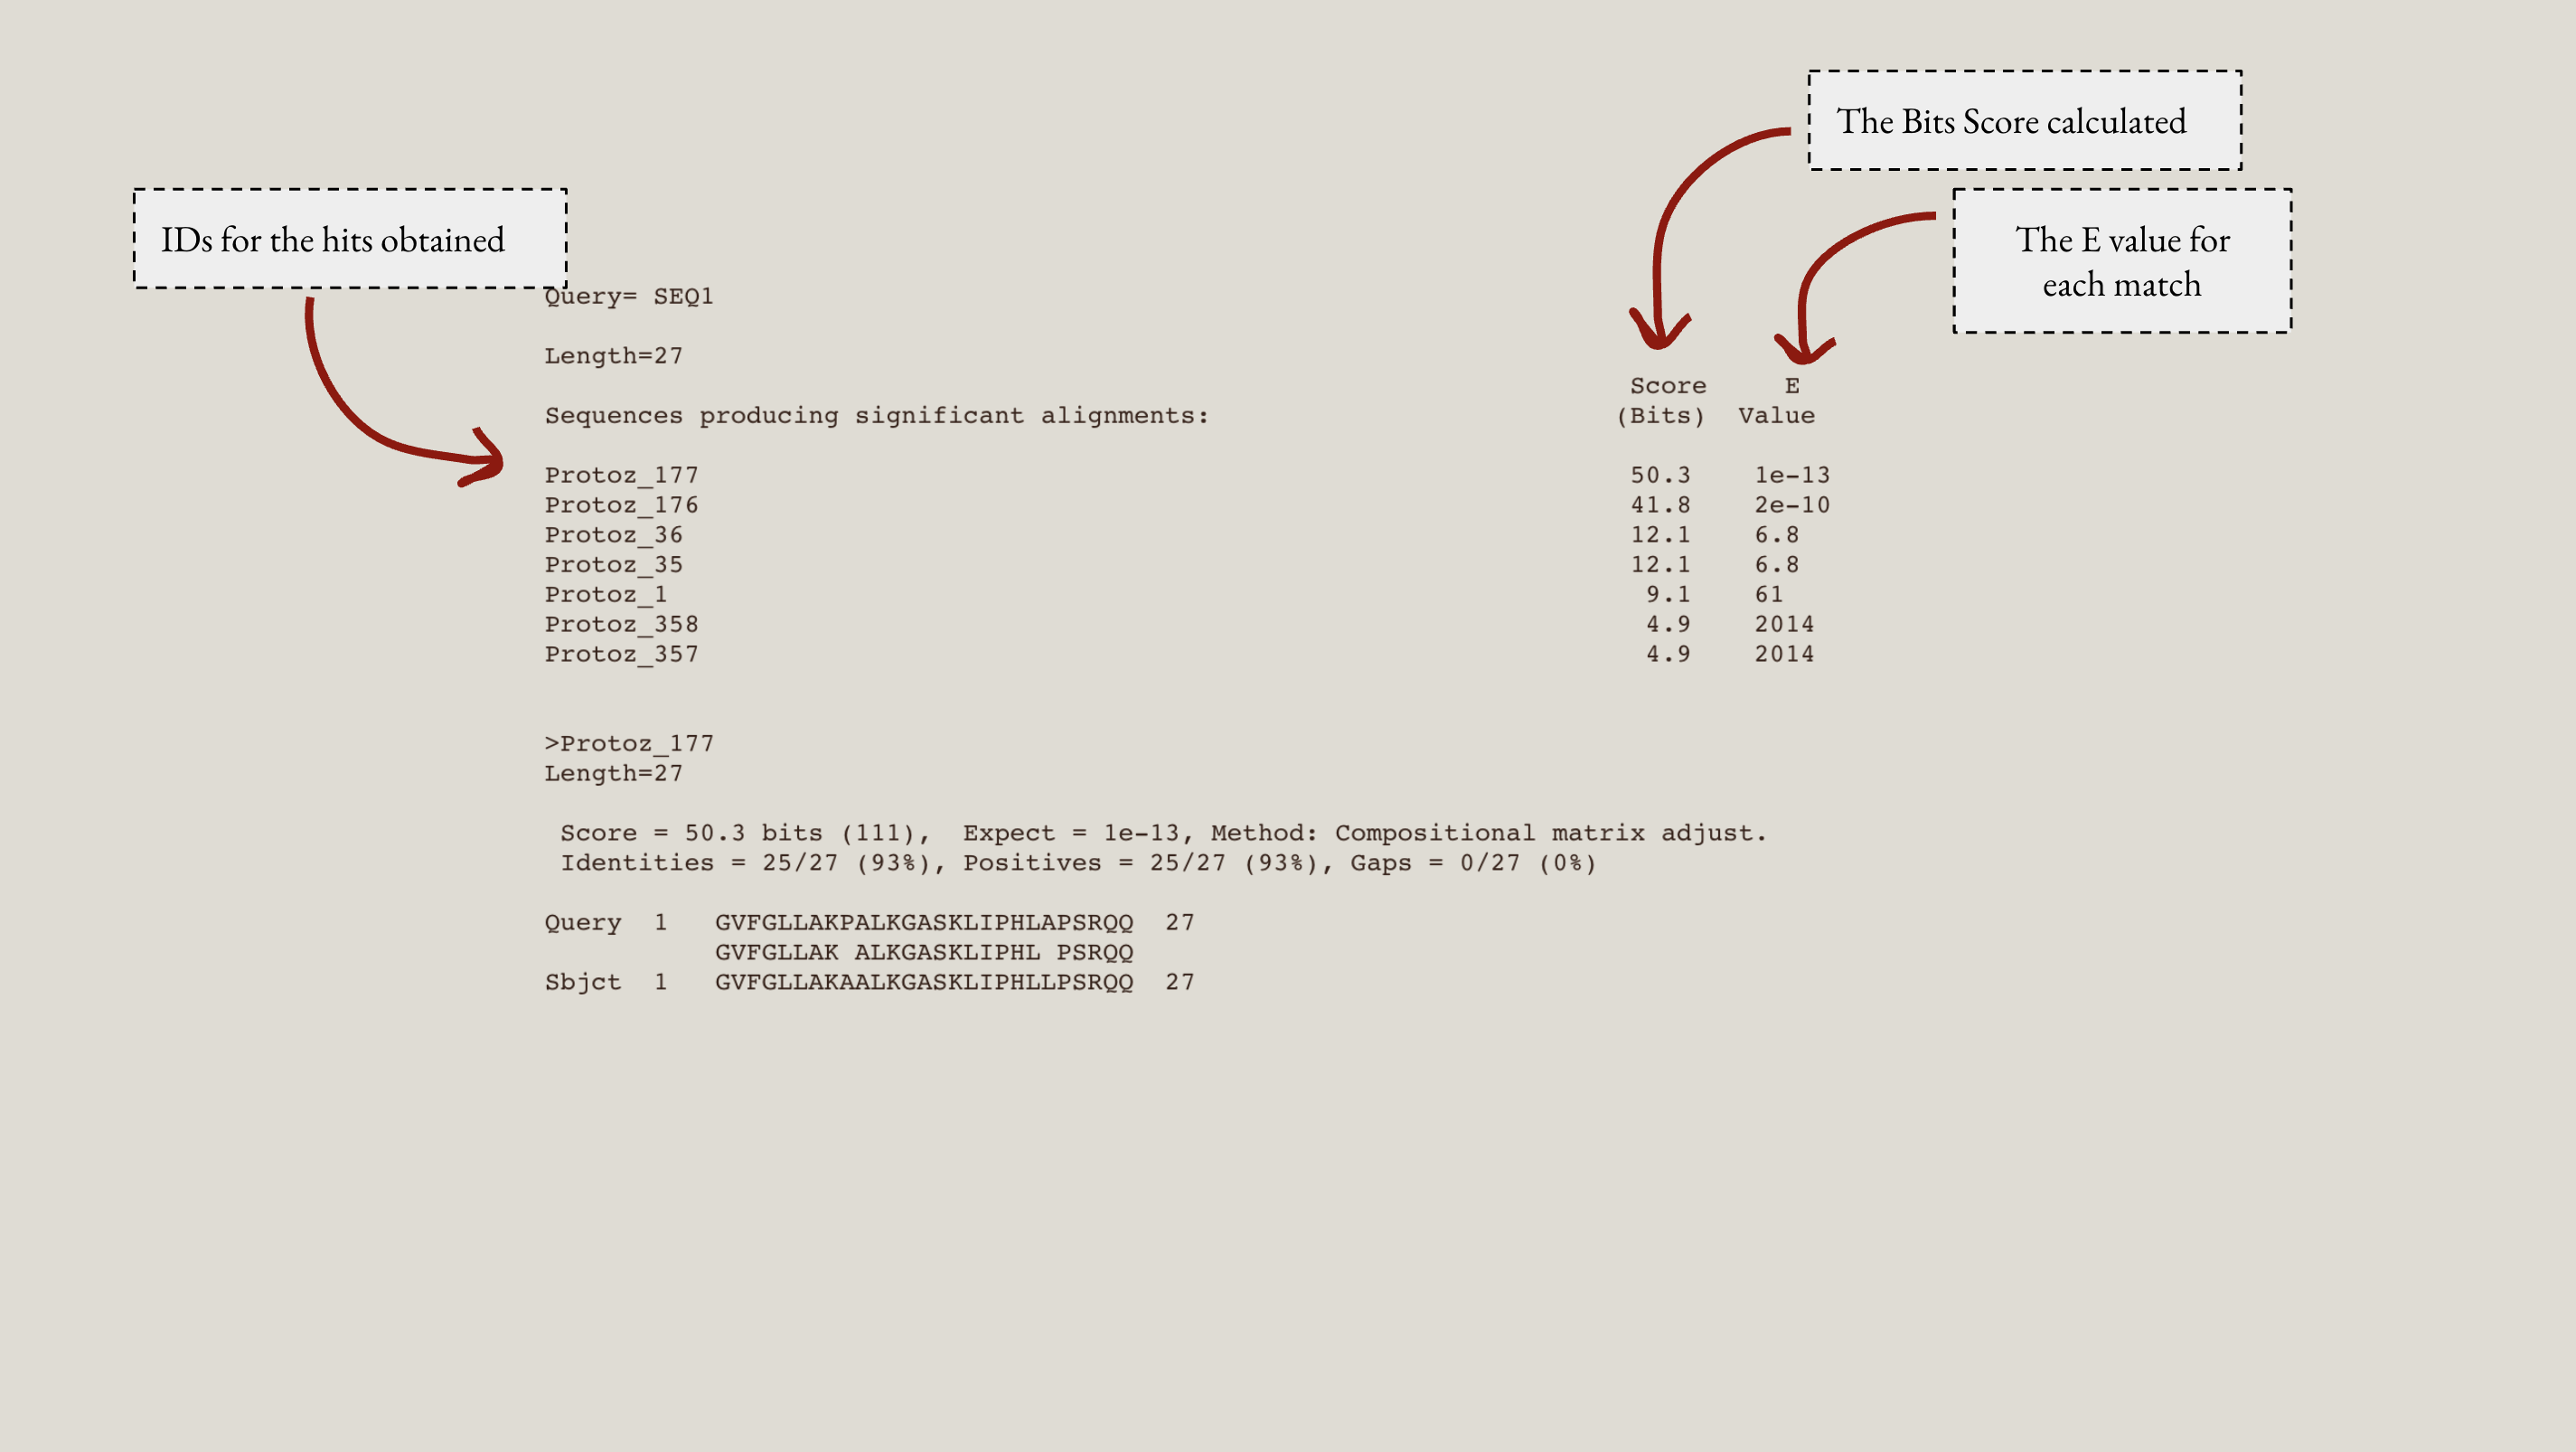 The Bits Score calculated
IDs for the hits obtained
The E value for
each match
Query= SEQ1
Length=27
Score E
Sequences producing significant alignments: (Bits) Value
Protoz_177 50.3 1e-13
Protoz_176 41.8 2e-10
Protoz_36 12.1 6.8
Protoz_35 12.1 6.8
Protoz_1 9.1 61
Protoz_358 4.9 2014
Protoz_357 4.9 2014
>Protoz_177
Length=27
Score = 50.3 bits (111), Expect = 1e-13, Method: Compositional matrix adjust.
Identities = 25/27 (93%), Positives = 25/27 (93%), Gaps = 0/27 (0%)
Query 1 GVFGLLAKPALKGASKLIPHLAPSRQQ 27
GVFGLLAK ALKGASKLIPHL PSRQQ
Sbjct 1 GVFGLLAKAALKGASKLIPHLLPSRQQ 27